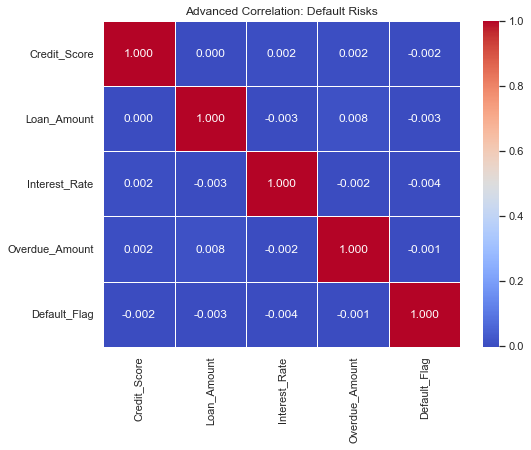 Advanced Correlation: Default Risks
Credit_Score 1.000 0.000 0.002 0.002 -0.002
Loan_Amount 0.000 1.000 -0.003 0.008 -0.003
Interest_Rate 0.002 -0.003 1.000 -0.002 -0.004
Overdue_Amount 0.002 0.008 -0.002 1.000 -0.001
Default_Flag -0.002 -0.003 -0.004 -0.001 1.000
Credit_Score
Loan_Amount
Interest_Rate
Overdue_Amount
Default_Flag
1.0
0.8
0.6
0.4
0.2
0.0